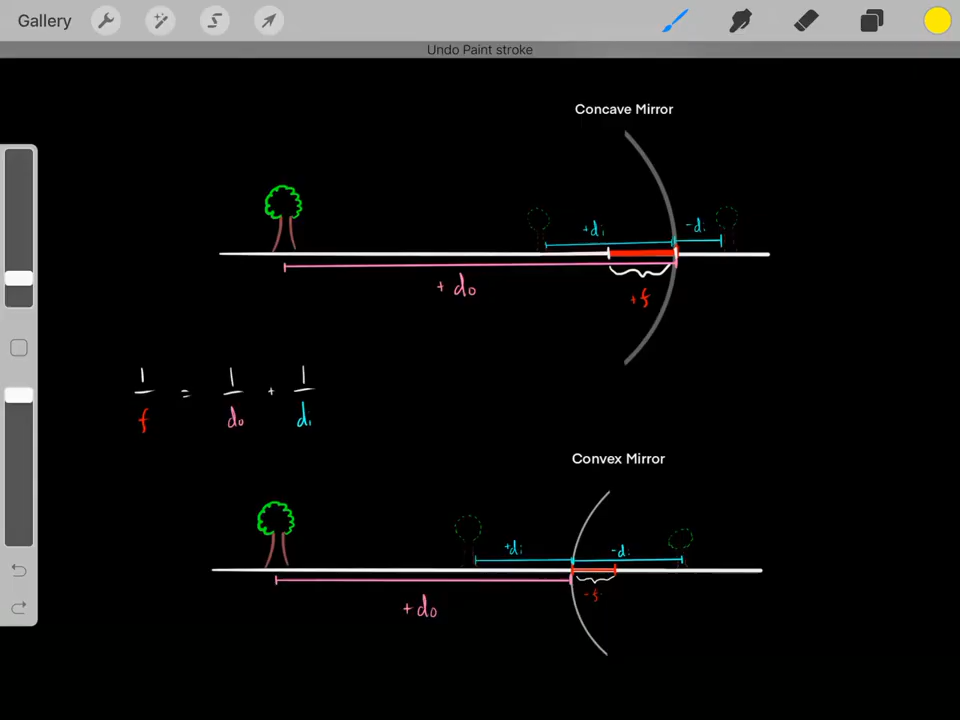 Gallery
Undo Paint stroke
Concave Mirror
+di
-di
+ do
+f
1/f = 1/do + 1/di
Convex Mirror
+di
-di
-f
+do